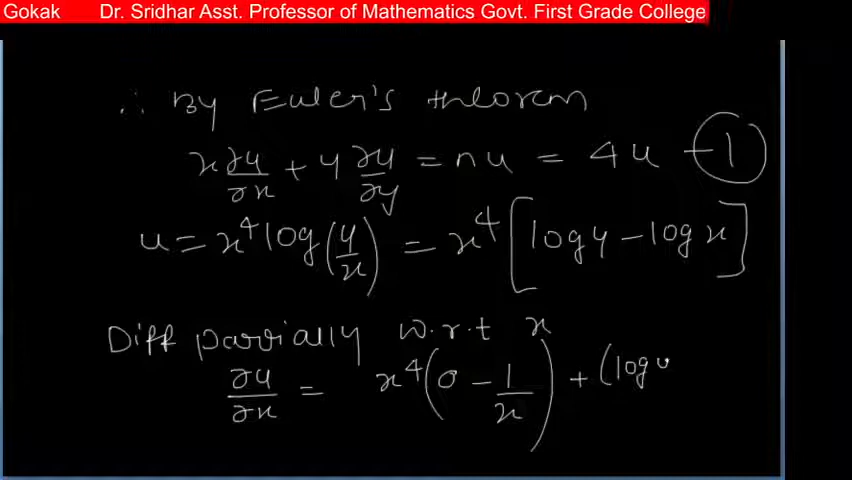 Gokak Dr. Sridhar Asst. Professor of Mathematics Govt. First Grade College
∴ By Euler's theorem
x ∂u/∂x + y ∂u/∂y = nu = 4u — ①
u = x⁴ log(y/x) = x⁴ [log y − log x]
Diff partially w.r.t x
∂u/∂x = x⁴(0 − 1/x) + (log